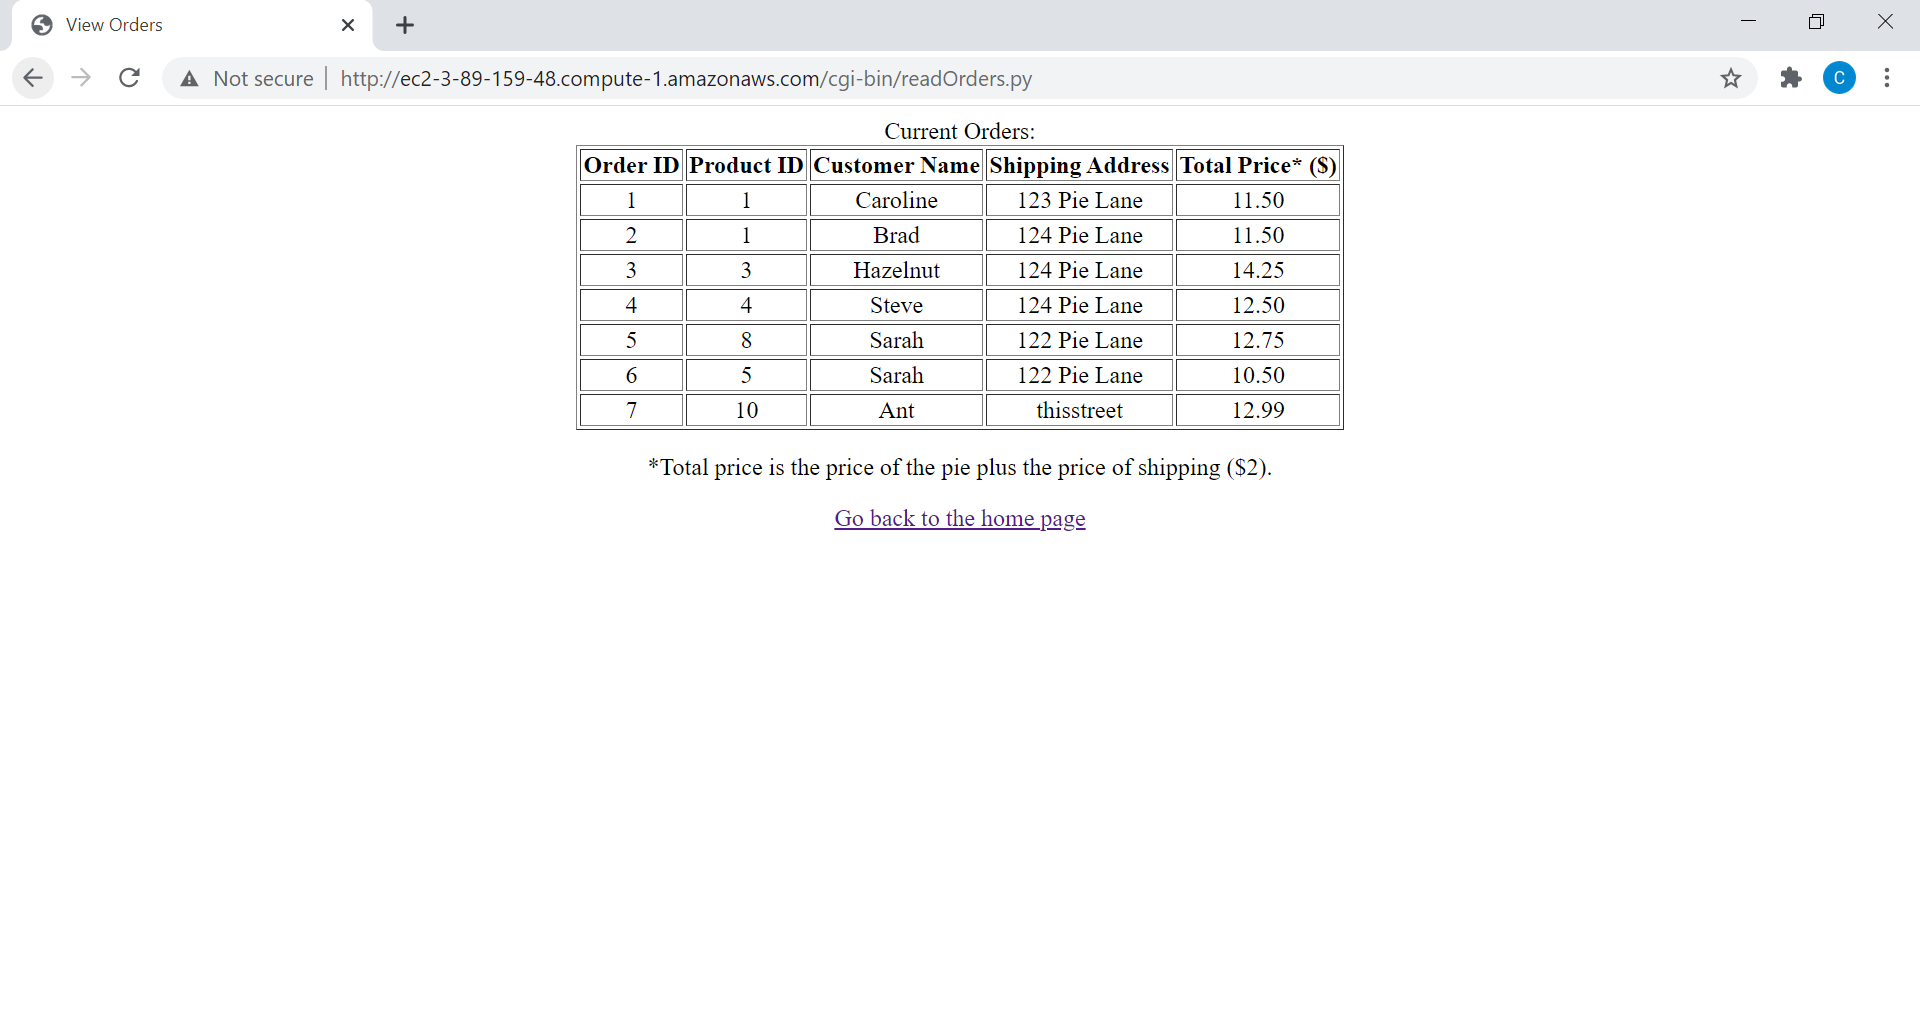 View Orders
Not secure | http://ec2-3-89-159-48.compute-1.amazonaws.com/cgi-bin/readOrders.py
C
Current Orders:
Order ID Product ID Customer Name Shipping Address Total Price* ($)
1 1 Caroline 123 Pie Lane 11.50
2 1 Brad 124 Pie Lane 11.50
3 3 Hazelnut 124 Pie Lane 14.25
4 4 Steve 124 Pie Lane 12.50
5 8 Sarah 122 Pie Lane 12.75
6 5 Sarah 122 Pie Lane 10.50
7 10 Ant thisstreet 12.99
*Total price is the price of the pie plus the price of shipping ($2).
Go back to the home page